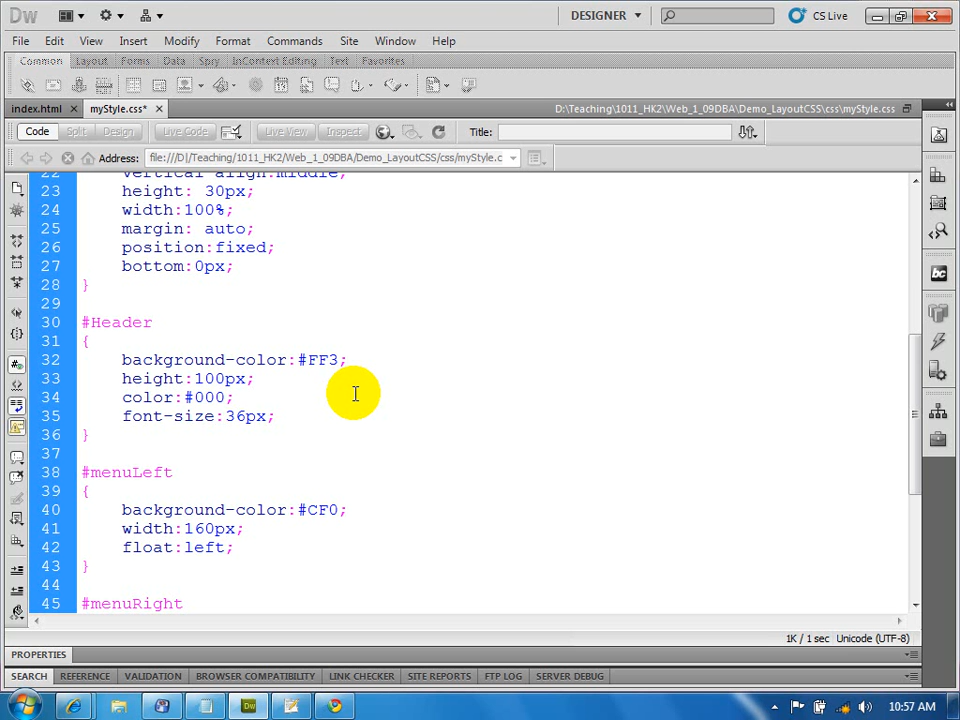 Dw
DESIGNER
CS Live
File Edit View Insert Modify Format Commands Site Window Help
Common Layout Forms Data Spry InContext Editing Text Favorites
index.html myStyle.css* D:\Teaching\1011_HK2\Web_1_09DBA\Demo_LayoutCSS\css\myStyle.css
Code Split Design Live Code Live View Inspect Title:
Address: file:///D|/Teaching/1011_HK2/Web_1_09DBA/Demo_LayoutCSS/css/myStyle.c
22 vertical-align:middle;
23 height: 30px;
24 width:100%;
25 margin: auto;
26 position:fixed;
27 bottom:0px;
28 }
29
30 #Header
31 {
32 background-color:#FF3;
33 height:100px;
34 color:#000;
35 font-size:36px;
36 }
37
38 #menuLeft
39 {
40 background-color:#CF0;
41 width:160px;
42 float:left;
43 }
44
45 #menuRight
1K / 1 sec Unicode (UTF-8)
PROPERTIES
SEARCH REFERENCE VALIDATION BROWSER COMPATIBILITY LINK CHECKER SITE REPORTS FTP LOG SERVER DEBUG
Dw 10:57 AM